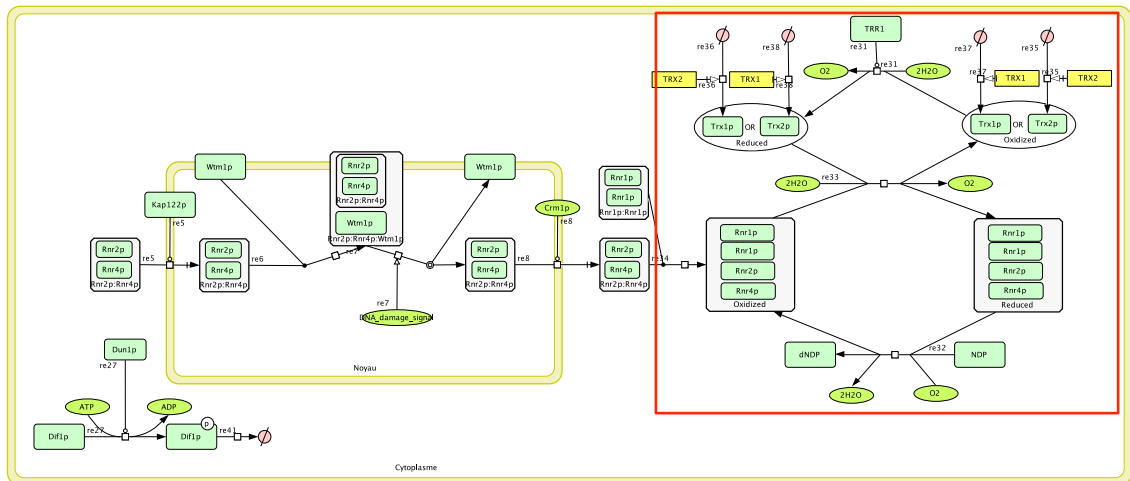 TRR1
re36
re38
re31
re37
re35
TRX2
TRX1
O2
re31
2H2O
re37
TRX1
re35
TRX2
re36
re38
Trx1p
OR
Trx2p
Reduced
Trx1p
OR
Trx2p
Oxidized
Wtm1p
Rnr2p
Rnr4p
Rnr2p:Rnr4p
Wtm1p
Rnr2p:Rnr4p:Wtm1p
Wtm1p
Rnr1p
Rnr1p
Rnr1p:Rnr1p
2H2O
re33
O2
Kap122p
re5
Crm1p
re8
Rnr2p
Rnr4p
Rnr2p:Rnr4p
re5
Rnr2p
Rnr4p
Rnr2p:Rnr4p
re6
re7
Rnr2p
Rnr4p
Rnr2p:Rnr4p
re8
Rnr2p
Rnr4p
Rnr2p:Rnr4p
re34
Rnr1p
Rnr1p
Rnr2p
Rnr4p
Oxidized
Rnr1p
Rnr1p
Rnr2p
Rnr4p
Reduced
re7
DNA_damage_signal
Dun1p
re27
Noyau
dNDP
re32
NDP
2H2O
O2
ATP
ADP
Dif1p
re27
Dif1p
P
re41
Cytoplasme